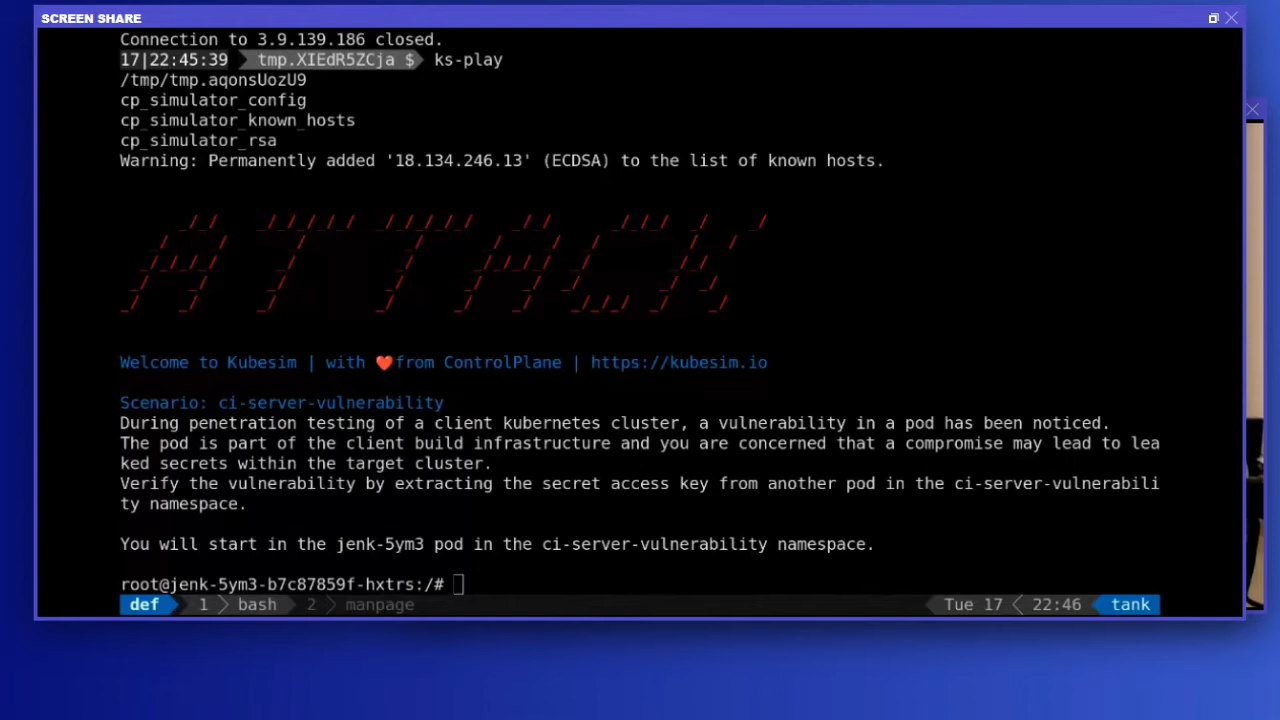 SCREEN SHARE
Connection to 3.9.139.186 closed.
17|22:45:39 tmp.XIEdR5ZCja $ ks-play
/tmp/tmp.aqonsUozU9
cp_simulator_config
cp_simulator_known_hosts
cp_simulator_rsa
Warning: Permanently added '18.134.246.13' (ECDSA) to the list of known hosts.
ATTACK
Welcome to Kubesim | with ❤️from ControlPlane | https://kubesim.io
Scenario: ci-server-vulnerability
During penetration testing of a client kubernetes cluster, a vulnerability in a pod has been noticed.
The pod is part of the client build infrastructure and you are concerned that a compromise may lead to lea
ked secrets within the target cluster.
Verify the vulnerability by extracting the secret access key from another pod in the ci-server-vulnerabili
ty namespace.
You will start in the jenk-5ym3 pod in the ci-server-vulnerability namespace.
root@jenk-5ym3-b7c87859f-hxtrs:/#
def 1 bash 2 manpage Tue 17 22:46 tank